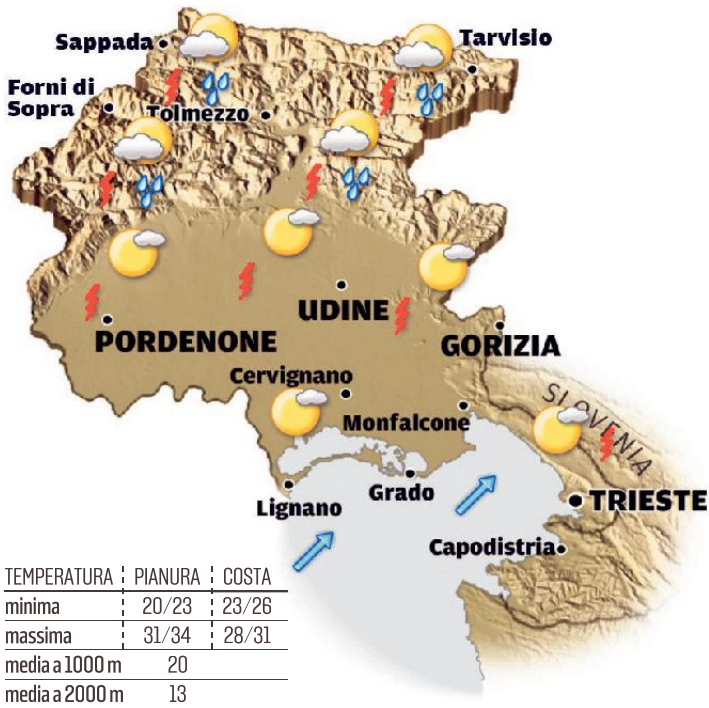 Sappada
Tarvisio
Forni di
Sopra
Tolmezzo
UDINE
PORDENONE
GORIZIA
Cervignano
SLOVENIA
Monfalcone
Lignano
Grado
TRIESTE
Capodistria
TEMPERATURA PIANURA COSTA
minima 20/23 23/26
massima 31/34 28/31
media a 1000 m 20
media a 2000 m 13